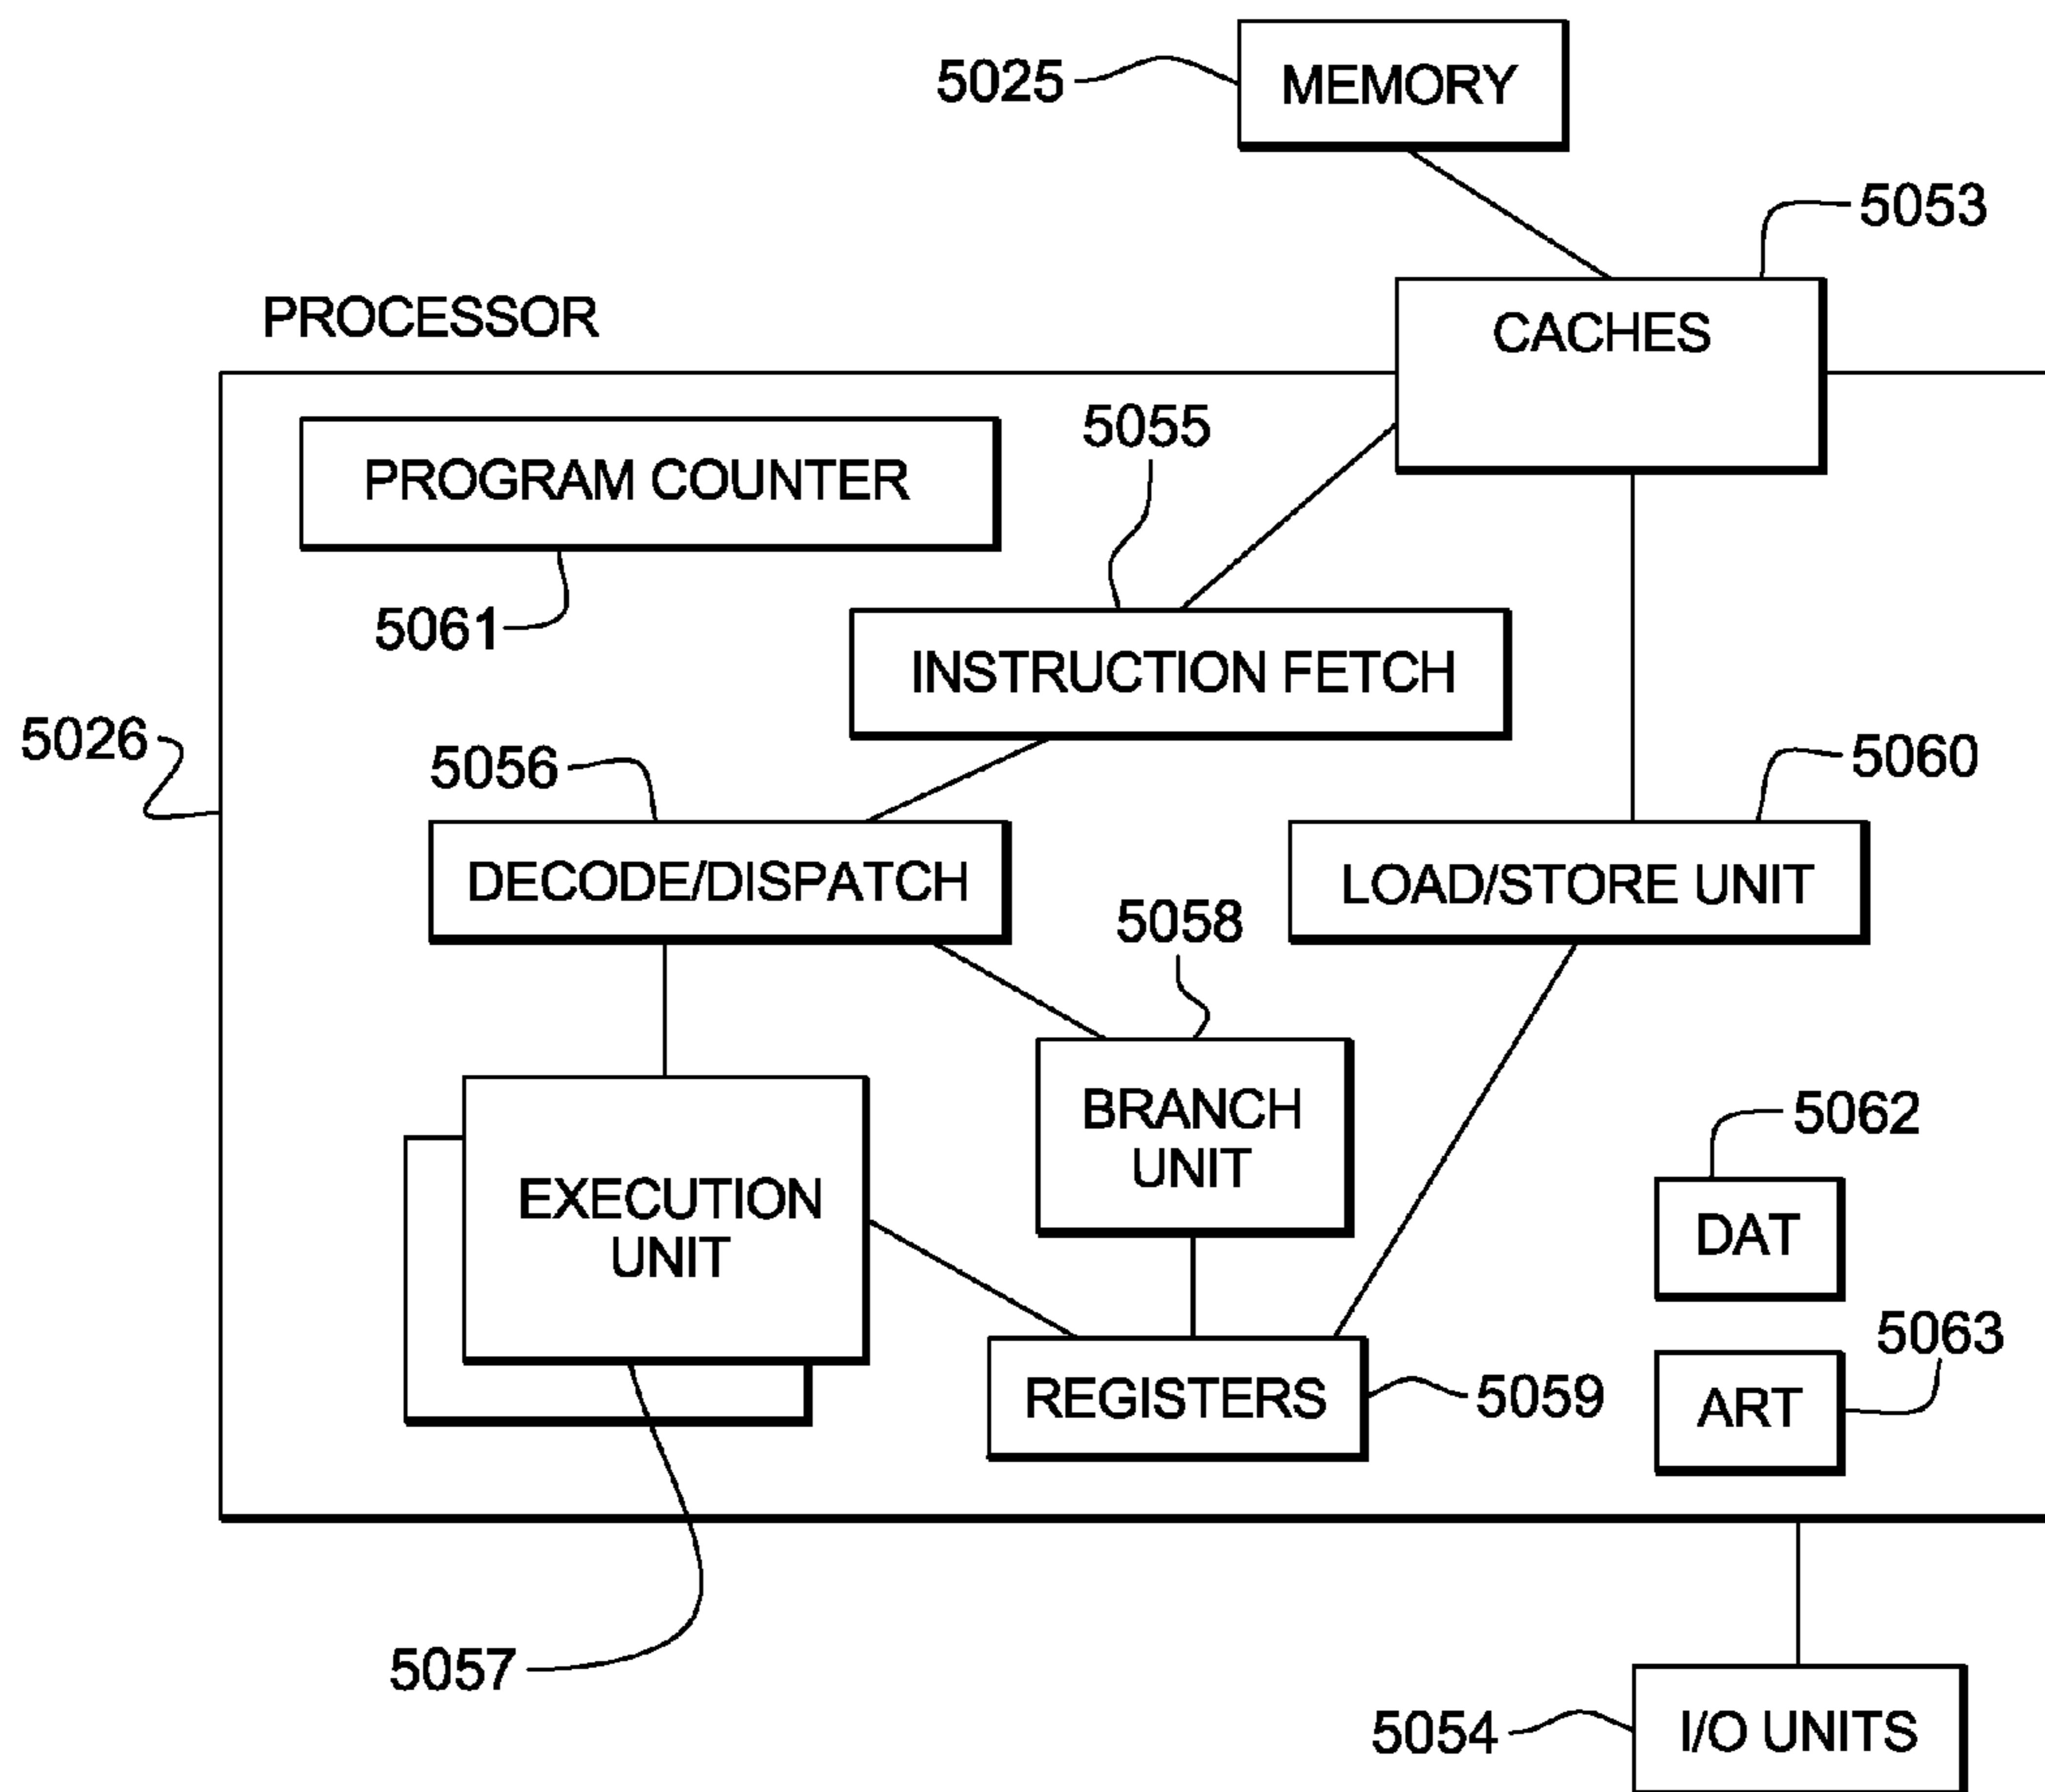 MEMORY
5025
5053
CACHES
PROCESSOR
5055
PROGRAM COUNTER
5061
INSTRUCTION FETCH
5026
5056
5060
DECODE/DISPATCH
LOAD/STORE UNIT
5058
BRANCH
UNIT
5062
EXECUTION
UNIT
DAT
5063
REGISTERS
5059
ART
5057
5054
I/O UNITS